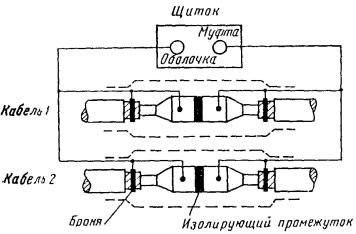 Щиток
Муфта
Оболочка
Кабель 1
Кабель 2
Броня
Изолирующий промежуток